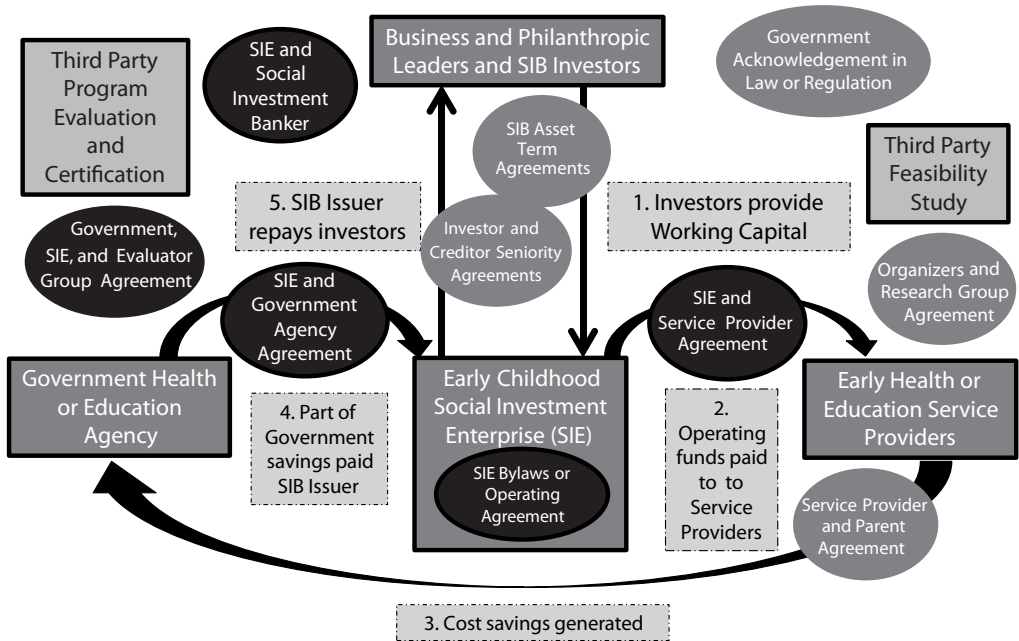 Third Party
Program
Evaluation
and
Certification
SIE and
Social
Investment
Banker
Business and Philanthropic
Leaders and SIB Investors
Government
Acknowledgement in
Law or Regulation
SIB Asset
Term
Agreements
Third Party
Feasibility
Study
5. SIB Issuer
repays investors
1. Investors provide
Working Capital
Government,
SIE, and Evaluator
Group Agreement
Investor and
Creditor Seniority
Agreements
SIE and
Government
Agency
Agreement
SIE and
Service Provider
Agreement
Organizers and
Research Group
Agreement
Government Health
or Education
Agency
Early Childhood
Social Investment
Enterprise (SIE)
SIE Bylaws or
Operating
Agreement
Early Health or
Education Service
Providers
4. Part of
Government
savings paid
SIB Issuer
2.
Operating
funds paid
to to
Service
Providers
Service Provider
and Parent
Agreement
3. Cost savings generated